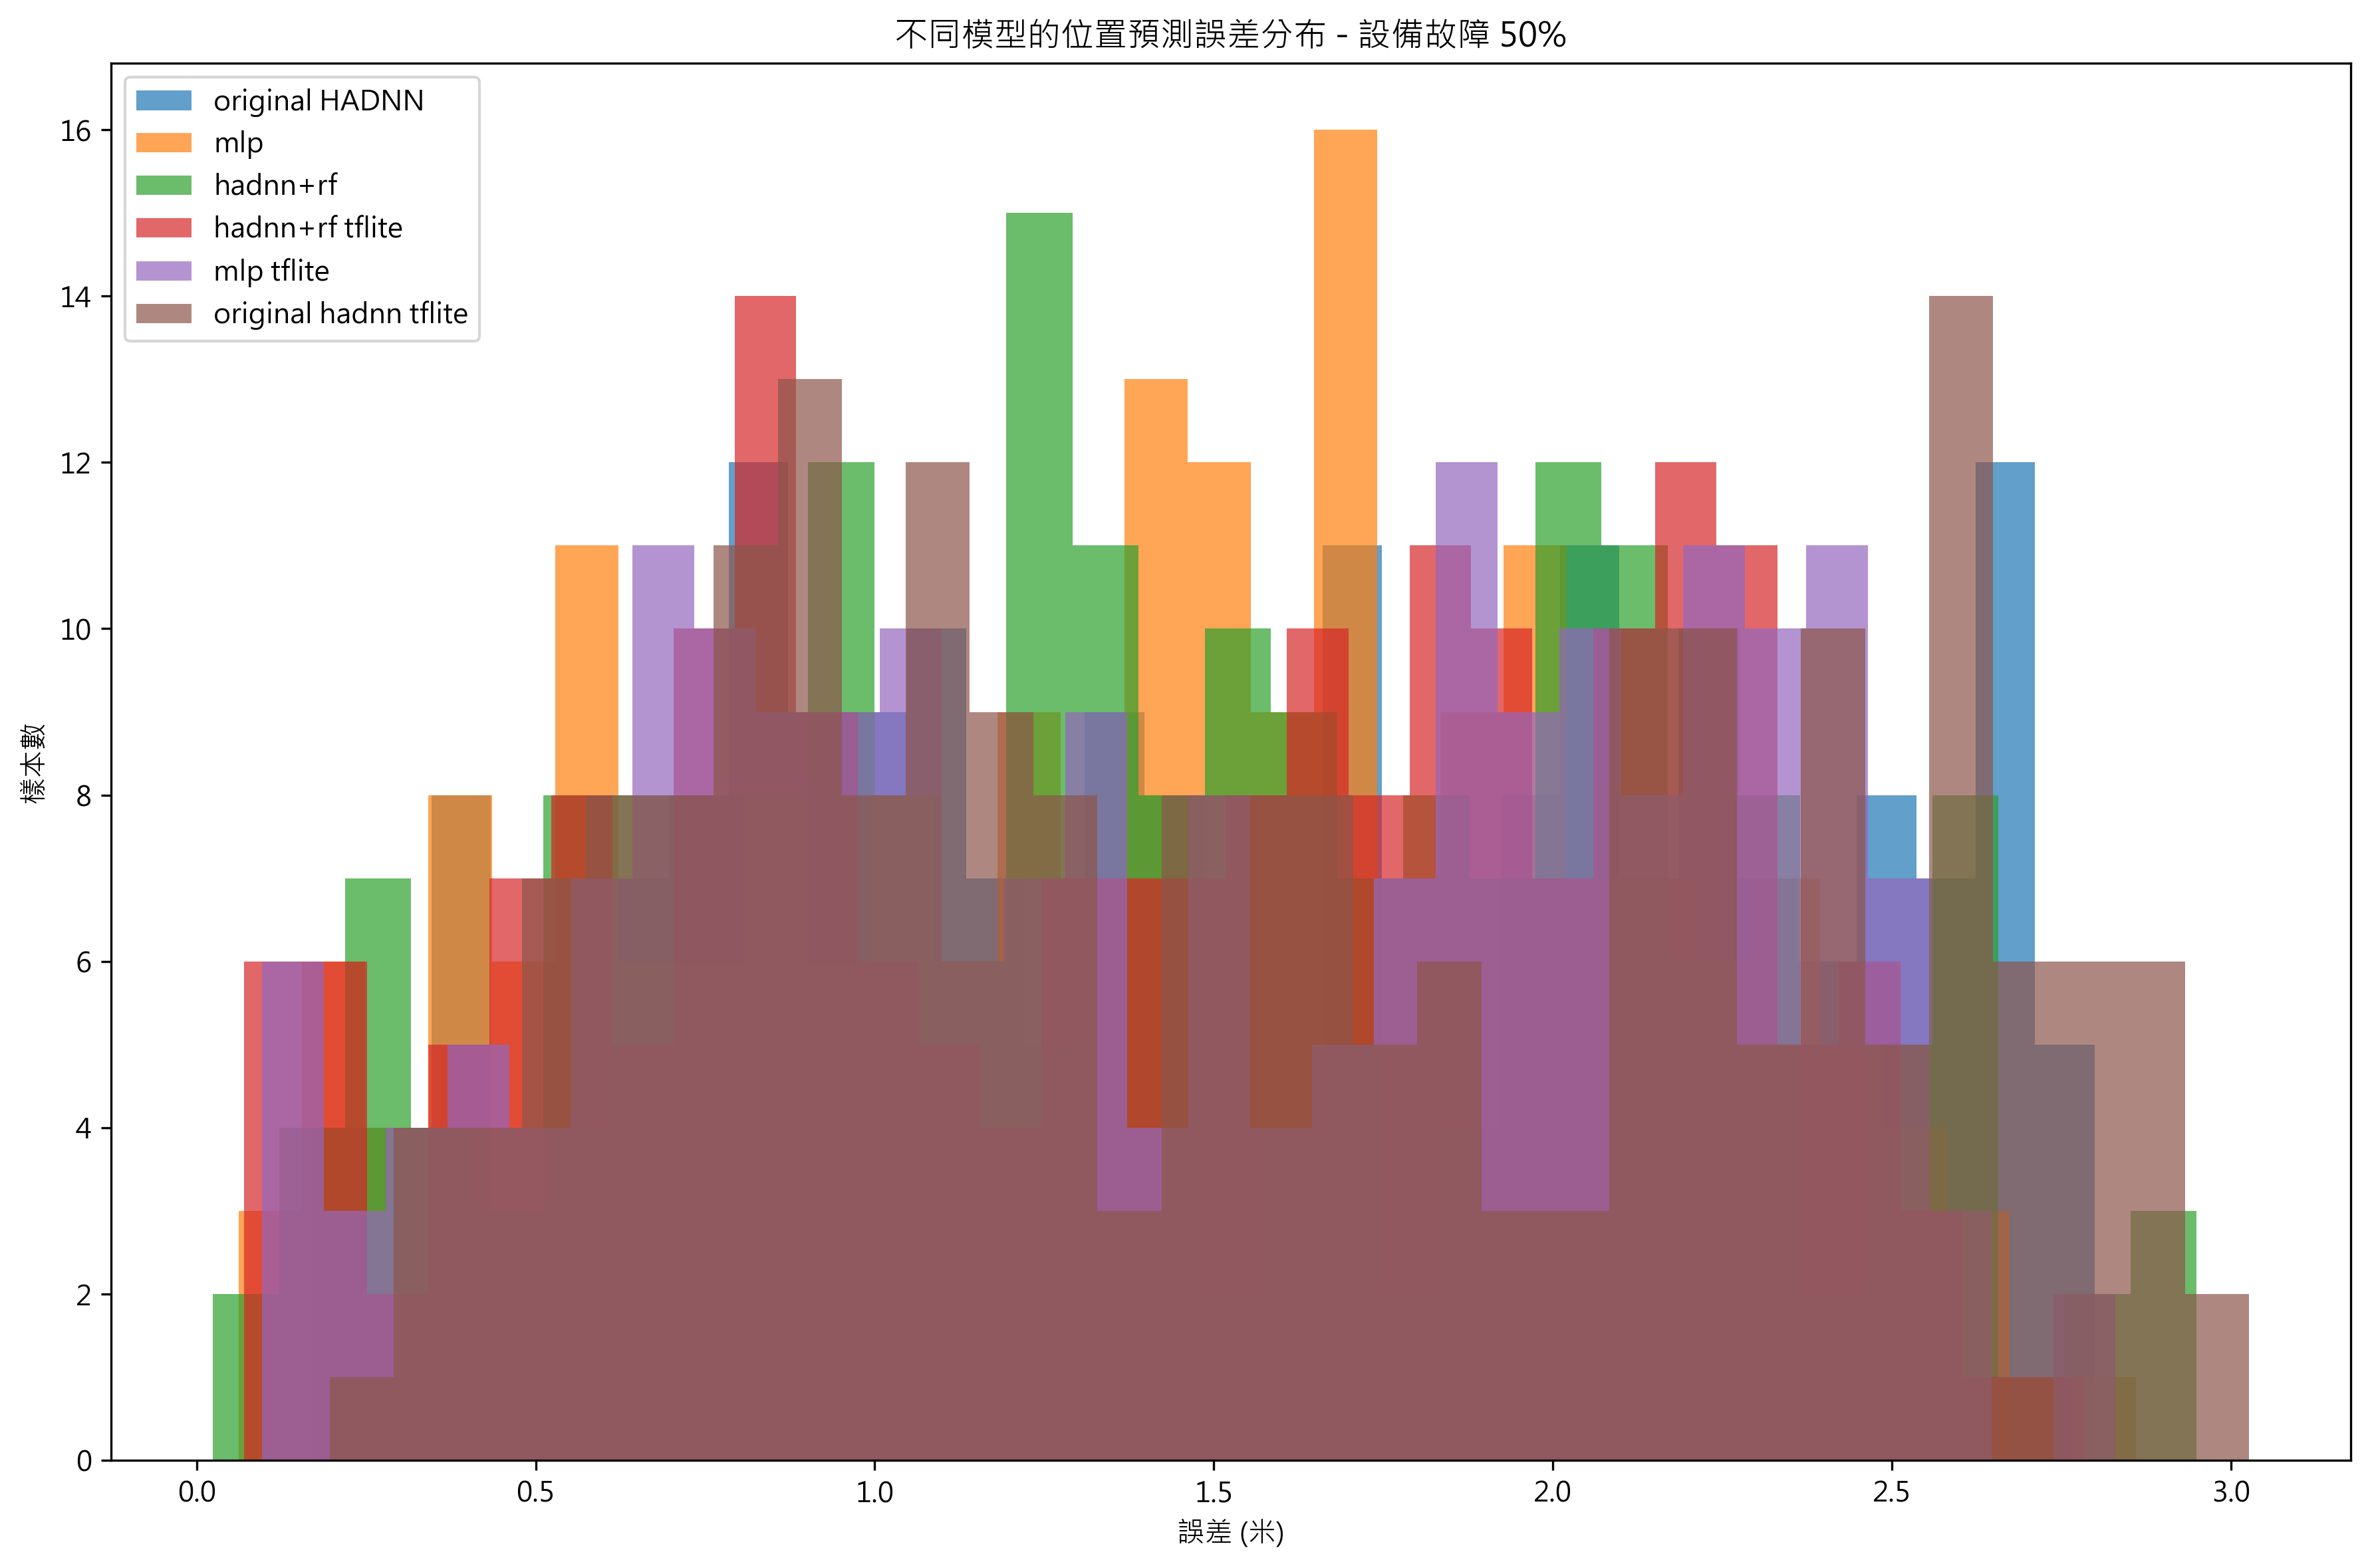 不同模型的位置預測誤差分布 - 設備故障 50%
original HADNN
mlp
hadnn+rf
hadnn+rf tflite
mlp tflite
original hadnn tflite
16
14
12
10
8
6
4
2
0
樣本數
0.0
0.5
1.0
1.5
2.0
2.5
3.0
誤差 (米)